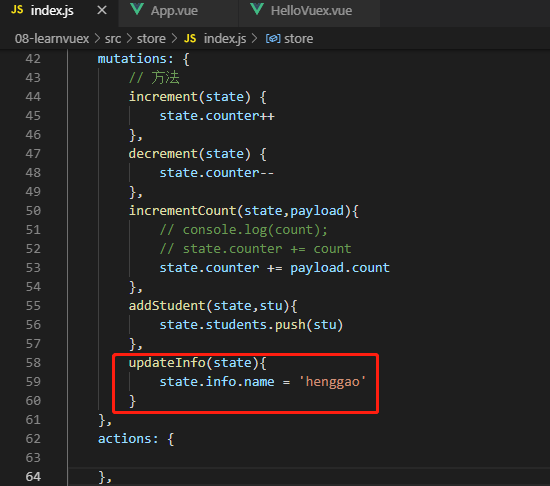 JS index.js × App.vue HelloVuex.vue
08-learnvuex > src > store > JS index.js > store
42 mutations: {
43 // 方法
44 increment(state) {
45 state.counter++
46 },
47 decrement(state) {
48 state.counter--
49 },
50 incrementCount(state,payload){
51 // console.log(count);
52 // state.counter += count
53 state.counter += payload.count
54 },
55 addStudent(state,stu){
56 state.students.push(stu)
57 },
58 updateInfo(state){
59 state.info.name = 'henggao'
60 }
61 },
62 actions: {
63
64 },